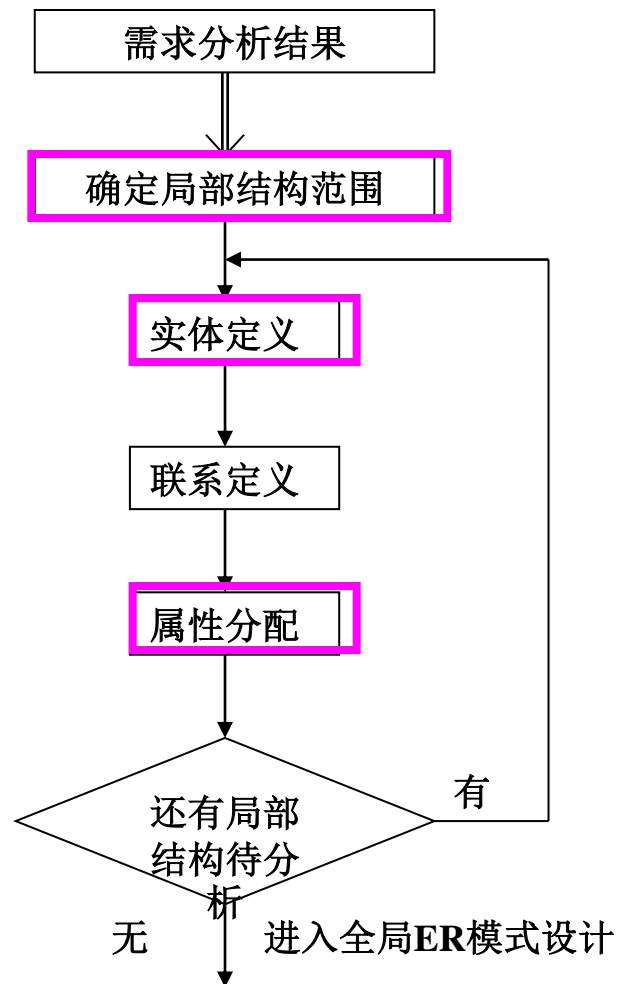 需求分析结果
确定局部结构范围
实体定义
联系定义
属性分配
有
还有局部
结构待分
析
无
进入全局ER模式设计